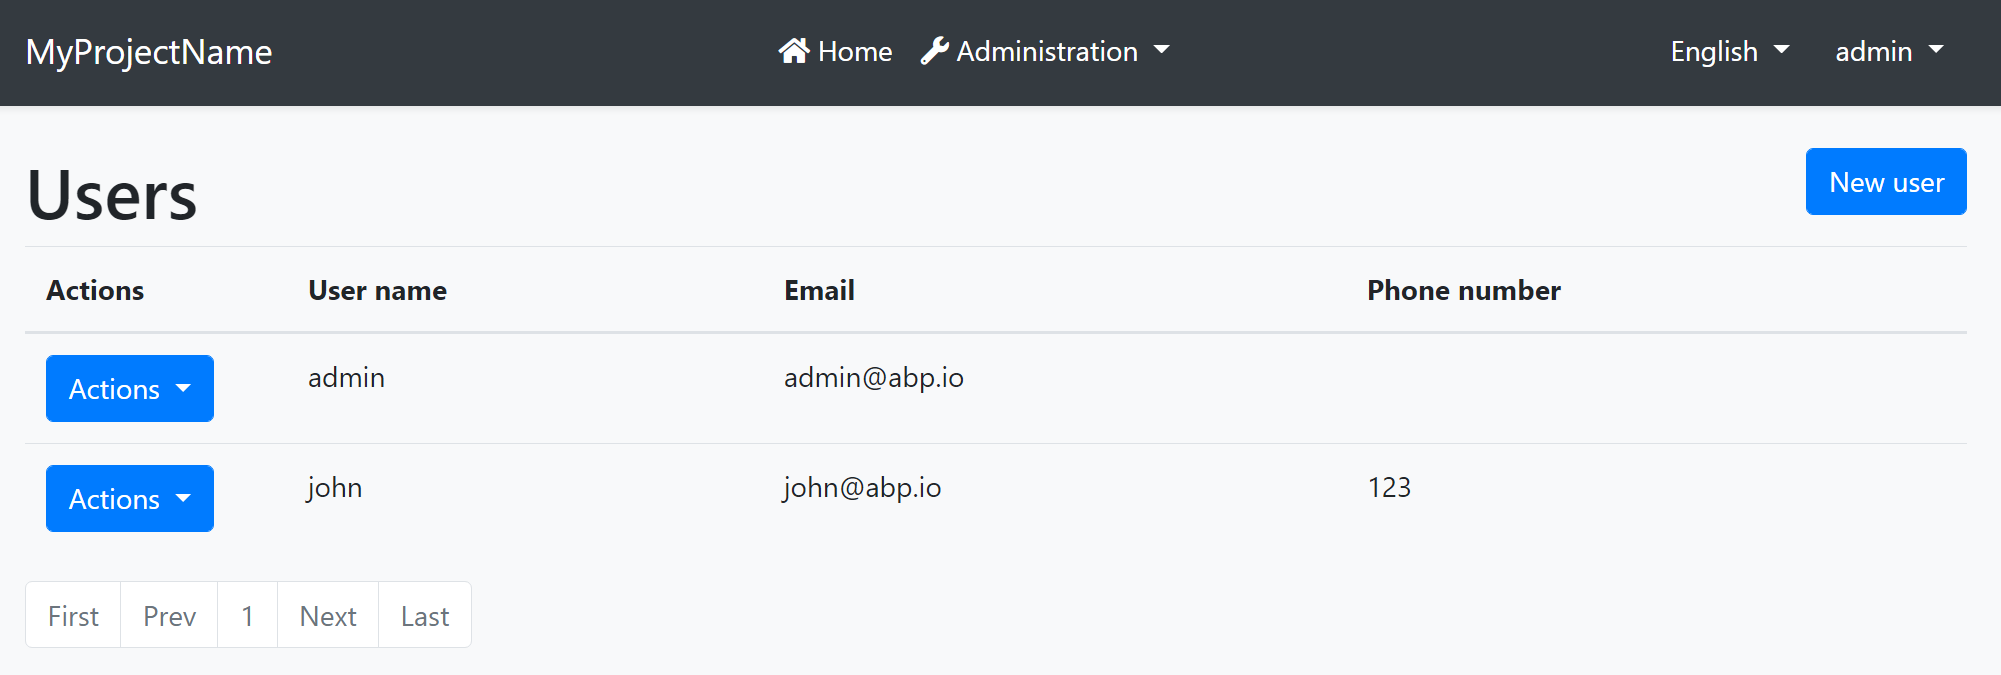 MyProjectName Home Administration English admin
Users New user
Actions User name Email Phone number
Actions admin admin@abp.io
Actions john john@abp.io 123
First Prev 1 Next Last